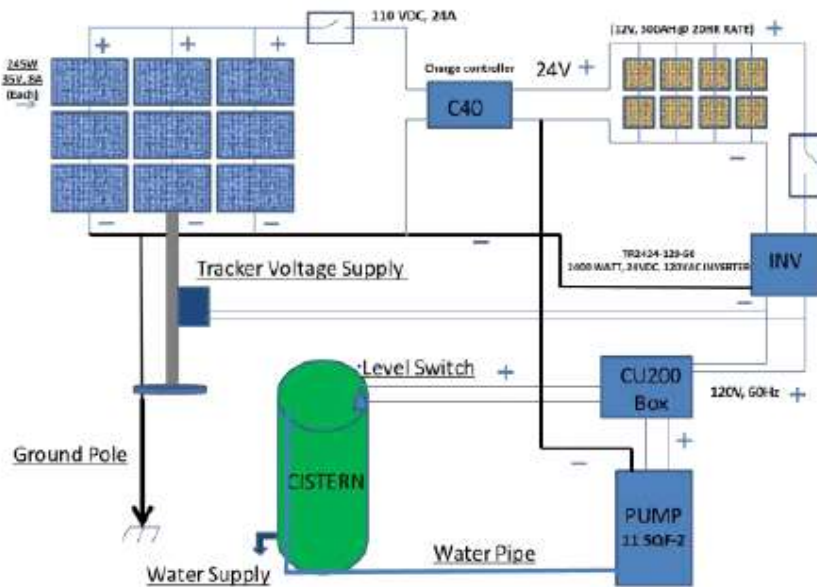 110 VDC, 24A
(12V, 300AH @ 20HR RATE) +
245W
35V, 8A
(Each)
+ + +
Charge controller
24V +
C40
− − −
−
−
TR2424-120-60
2400 WATT, 24VDC, 120VAC INVERTER
INV
−
Tracker Voltage Supply
Level Switch +
CU200
Box
120V, 60Hz +
+
Ground Pole
CISTERN
−
PUMP
11 SQF-2
Water Pipe
Water Supply